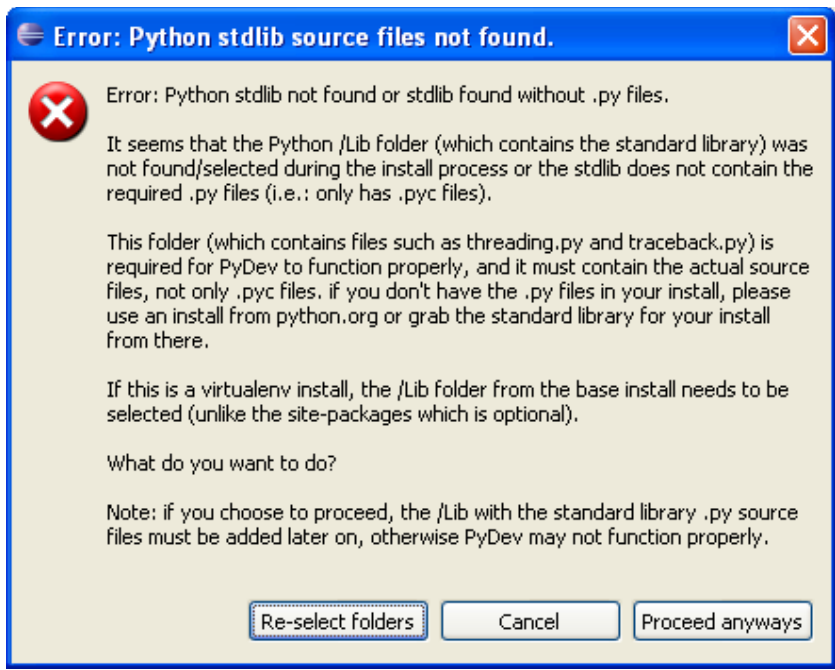 Error: Python stdlib source files not found.
Error: Python stdlib not found or stdlib found without .py files.
It seems that the Python /Lib folder (which contains the standard library) was
not found/selected during the install process or the stdlib does not contain the
required .py files (i.e.: only has .pyc files).
This folder (which contains files such as threading.py and traceback.py) is
required for PyDev to function properly, and it must contain the actual source
files, not only .pyc files. if you don't have the .py files in your install, please
use an install from python.org or grab the standard library for your install
from there.
If this is a virtualenv install, the /Lib folder from the base install needs to be
selected (unlike the site-packages which is optional).
What do you want to do?
Note: if you choose to proceed, the /Lib with the standard library .py source
files must be added later on, otherwise PyDev may not function properly.
Re-select folders Cancel Proceed anyways